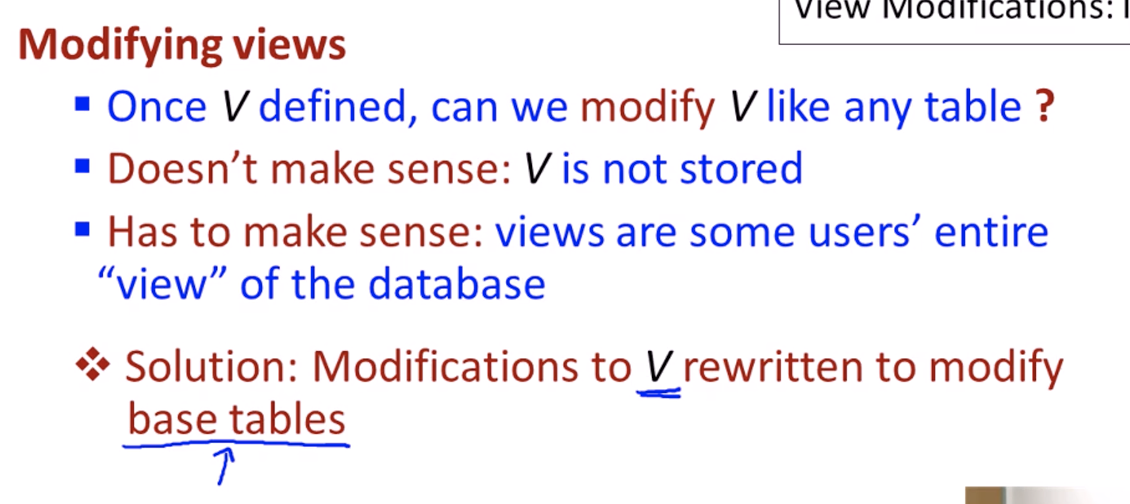 View Modifications:
Modifying views
▪ Once V defined, can we modify V like any table ?
▪ Doesn’t make sense: V is not stored
▪ Has to make sense: views are some users’ entire
“view” of the database
❖ Solution: Modifications to V rewritten to modify
base tables